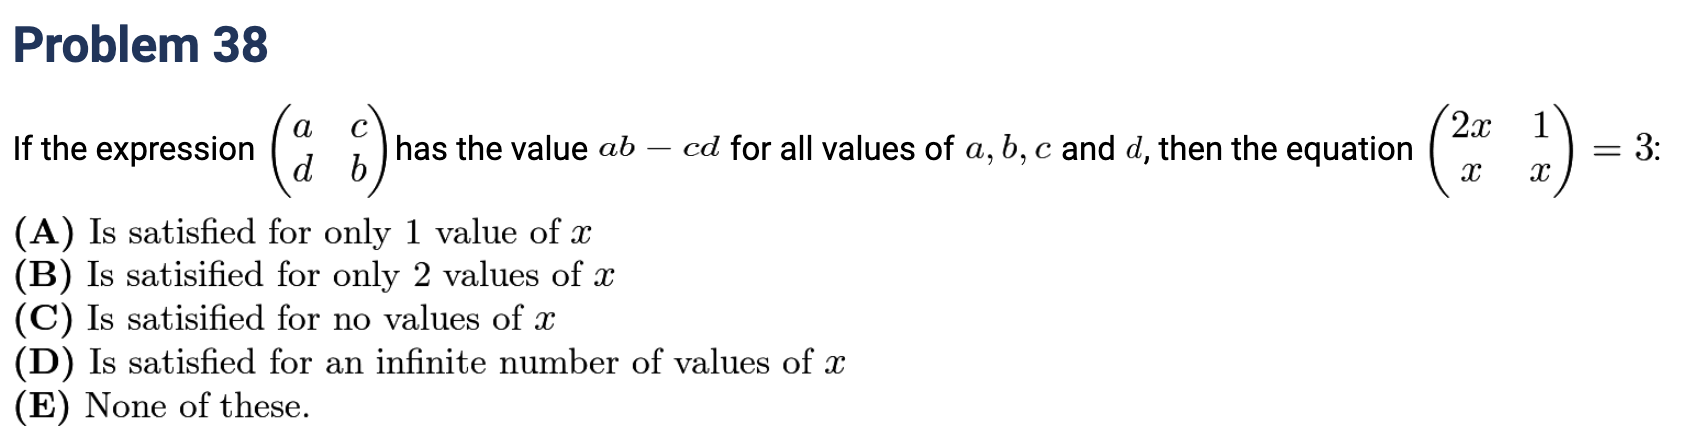 Problem 38
If the expression \begin{pmatrix} a & c \\ d & b \end{pmatrix} has the value ab − cd for all values of a, b, c and d, then the equation \begin{pmatrix} 2x & 1 \\ x & x \end{pmatrix} = 3:
(A) Is satisfied for only 1 value of x
(B) Is satisified for only 2 values of x
(C) Is satisified for no values of x
(D) Is satisfied for an infinite number of values of x
(E) None of these.